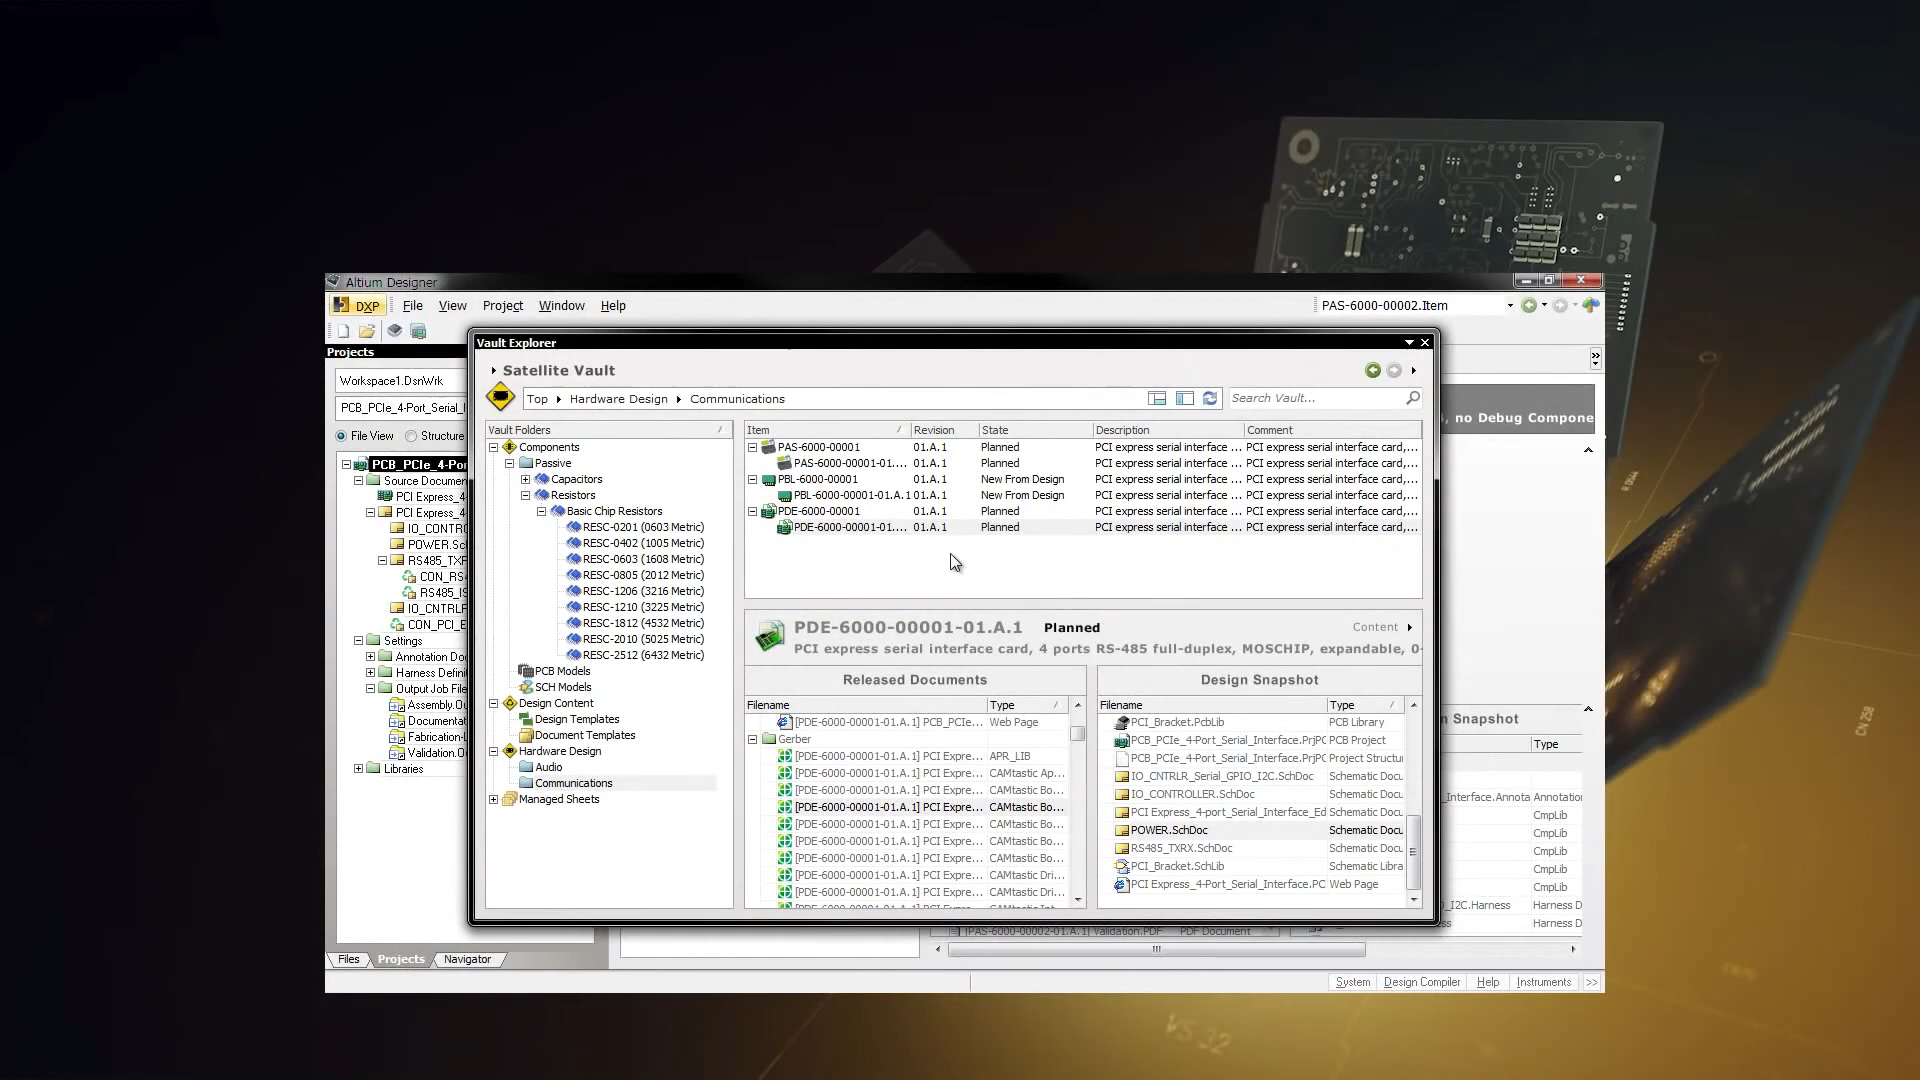 Altium Designer
DXP File View Project Window Help PAS-6000-00002.Item
Projects
Workspace1.DsnWrk
PCB_PCIe_4-Port_Serial_I
File View Structure
PCB_PCIe_4-Por
Source Documen
PCI Express_4
PCI Express_4
IO_CONTRO
POWER.Sch
RS485_TXR
CON_RS4
RS485_IS
IO_CNTRLR
CON_PCI_E
Settings
Annotation Doc
Harness Defini
Output Job File
Assembly.Ou
Documentat
Fabrication-L
Validation.O
Libraries
Files Projects Navigator
Vault Explorer
Satellite Vault
Top Hardware Design Communications
Search Vault...
Vault Folders
Components
Passive
Capacitors
Resistors
Basic Chip Resistors
RESC-0201 (0603 Metric)
RESC-0402 (1005 Metric)
RESC-0603 (1608 Metric)
RESC-0805 (2012 Metric)
RESC-1206 (3216 Metric)
RESC-1210 (3225 Metric)
RESC-1812 (4532 Metric)
RESC-2010 (5025 Metric)
RESC-2512 (6432 Metric)
PCB Models
SCH Models
Design Content
Design Templates
Document Templates
Hardware Design
Audio
Communications
Managed Sheets
Item Revision State Description Comment
PAS-6000-00001 01.A.1 Planned PCI express serial interface ... PCI express serial interface card,...
PAS-6000-00001-01.... 01.A.1 Planned PCI express serial interface ... PCI express serial interface card,...
PBL-6000-00001 01.A.1 New From Design PCI express serial interface ... PCI express serial interface card,...
PBL-6000-00001-01.A.1 01.A.1 New From Design PCI express serial interface ... PCI express serial interface card,...
PDE-6000-00001 01.A.1 Planned PCI express serial interface ... PCI express serial interface card,...
PDE-6000-00001-01.... 01.A.1 Planned PCI express serial interface ... PCI express serial interface card,...
PDE-6000-00001-01.A.1 Planned Content
PCI express serial interface card, 4 ports RS-485 full-duplex, MOSCHIP, expandable, 0-
Released Documents
Filename Type
[PDE-6000-00001-01.A.1] PCB_PCIe... Web Page
Gerber
[PDE-6000-00001-01.A.1] PCI Expre... APR_LIB
[PDE-6000-00001-01.A.1] PCI Expre... CAMtastic Ap...
[PDE-6000-00001-01.A.1] PCI Expre... CAMtastic Bo...
[PDE-6000-00001-01.A.1] PCI Expre... CAMtastic Bo...
[PDE-6000-00001-01.A.1] PCI Expre... CAMtastic Bo...
[PDE-6000-00001-01.A.1] PCI Expre... CAMtastic Bo...
[PDE-6000-00001-01.A.1] PCI Expre... CAMtastic Bo...
[PDE-6000-00001-01.A.1] PCI Expre... CAMtastic Dri...
[PDE-6000-00001-01.A.1] PCI Expre... CAMtastic Dri...
Design Snapshot
Filename Type
PCI_Bracket.PcbLib PCB Library
PCB_PCIe_4-Port_Serial_Interface.PrjPC PCB Project
PCB_PCIe_4-Port_Serial_Interface.PrjPC Project Structur
IO_CNTRLR_Serial_GPIO_I2C.SchDoc Schematic Docu
IO_CONTROLLER.SchDoc Schematic Docu
PCI Express_4-port_Serial_Interface_Ed Schematic Docu
POWER.SchDoc Schematic Docu
RS485_TXRX.SchDoc Schematic Docu
PCI_Bracket.SchLib Schematic Libra
PCI Express_4-Port_Serial_Interface.PC Web Page
, no Debug Compone
n Snapshot
Type
_Interface.Annota Annotation
CmpLib
CmpLib
CmpLib
CmpLib
CmpLib
O_I2C.Harness Harness D
ss Harness D
[PAS-6000-00002-01.A.1] Validation.PDF PDF Document
System Design Compiler Help Instruments >>
CN 258
VS 32